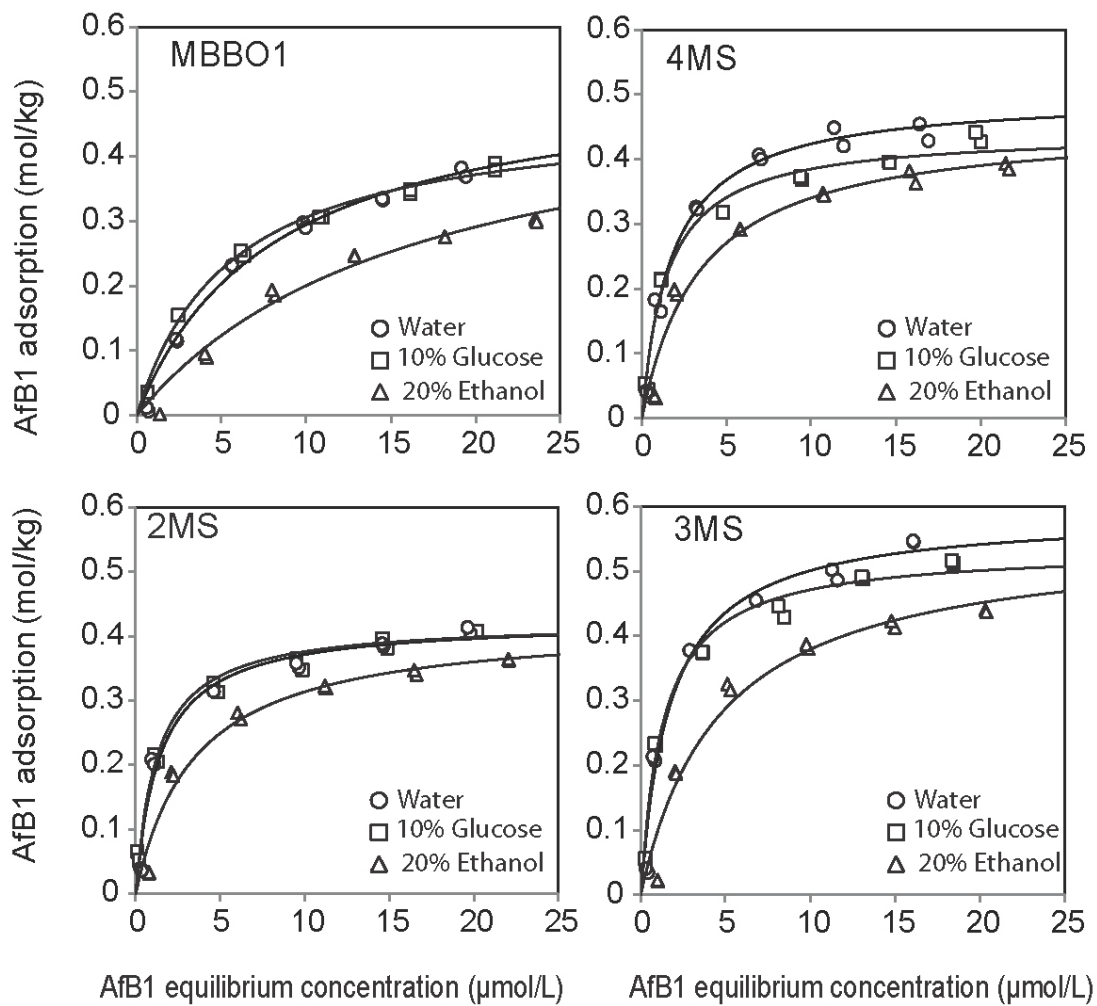 MBBO1
AfB1 adsorption (mol/kg)
0.6
0.5
0.4
0.3
0.2
0.1
0
0 5 10 15 20 25
Water
10% Glucose
20% Ethanol
4MS
0.6
0.5
0.4
0.3
0.2
0.1
0
0 5 10 15 20 25
Water
10% Glucose
20% Ethanol
2MS
AfB1 adsorption (mol/kg)
0.6
0.5
0.4
0.3
0.2
0.1
0
0 5 10 15 20 25
Water
10% Glucose
20% Ethanol
AfB1 equilibrium concentration (μmol/L)
3MS
0.6
0.5
0.4
0.3
0.2
0.1
0
0 5 10 15 20 25
Water
10% Glucose
20% Ethanol
AfB1 equilibrium concentration (μmol/L)